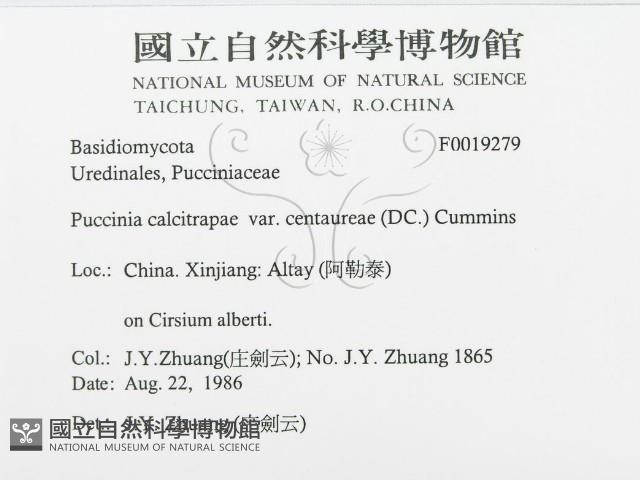 國立自然科學博物館
NATIONAL MUSEUM OF NATURAL SCIENCE
TAICHUNG, TAIWAN, R.O.CHINA
Basidiomycota F0019279
Uredinales, Pucciniaceae
Puccinia calcitrapae var. centaureae (DC.) Cummins
Loc.: China. Xinjiang: Altay (阿勒泰)
on Cirsium alberti.
Col.: J.Y.Zhuang(庄劍云); No. J.Y. Zhuang 1865
Date: Aug. 22, 1986
Det.: J.Y. Zhuang (庄劍云)
國立自然科學博物館
NATIONAL MUSEUM OF NATURAL SCIENCE